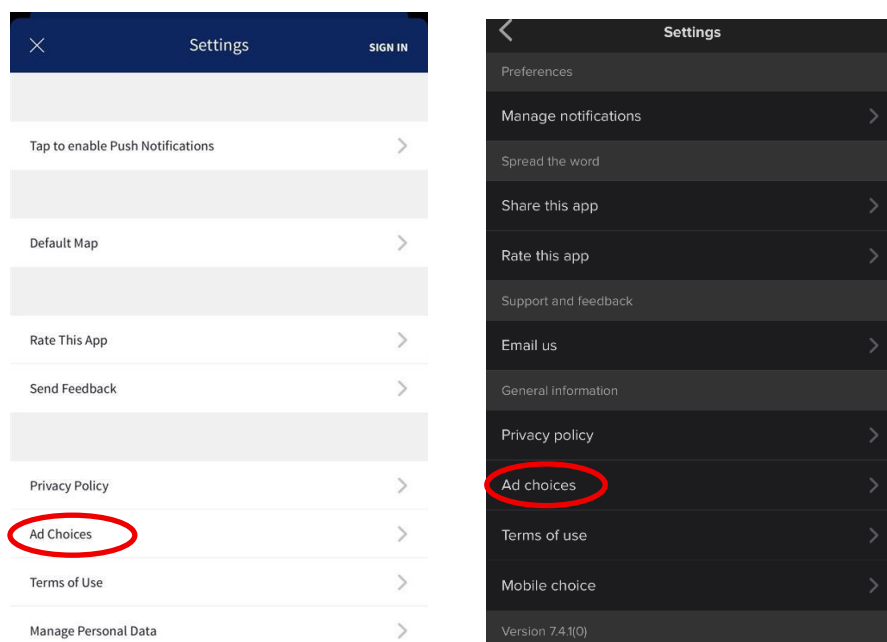 Settings
SIGN IN
Tap to enable Push Notifications
Default Map
Rate This App
Send Feedback
Privacy Policy
Ad Choices
Terms of Use
Manage Personal Data
Settings
Preferences
Manage notifications
Spread the word
Share this app
Rate this app
Support and feedback
Email us
General information
Privacy policy
Ad choices
Terms of use
Mobile choice
Version 7.4.1(0)